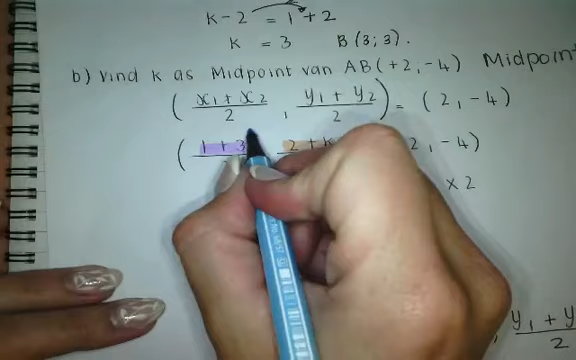 k - 2 = 1 + 2
k = 3 B (3; 3).
b) Vind K as Midpoint van AB (+2, -4) Midpoin
( x₁ + x₂ / 2 , y₁ + y₂ / 2 ) = ( 2, -4 )
( 1 + 3 2 + k 2, -4 )
× 2
, y₁ + y / 2